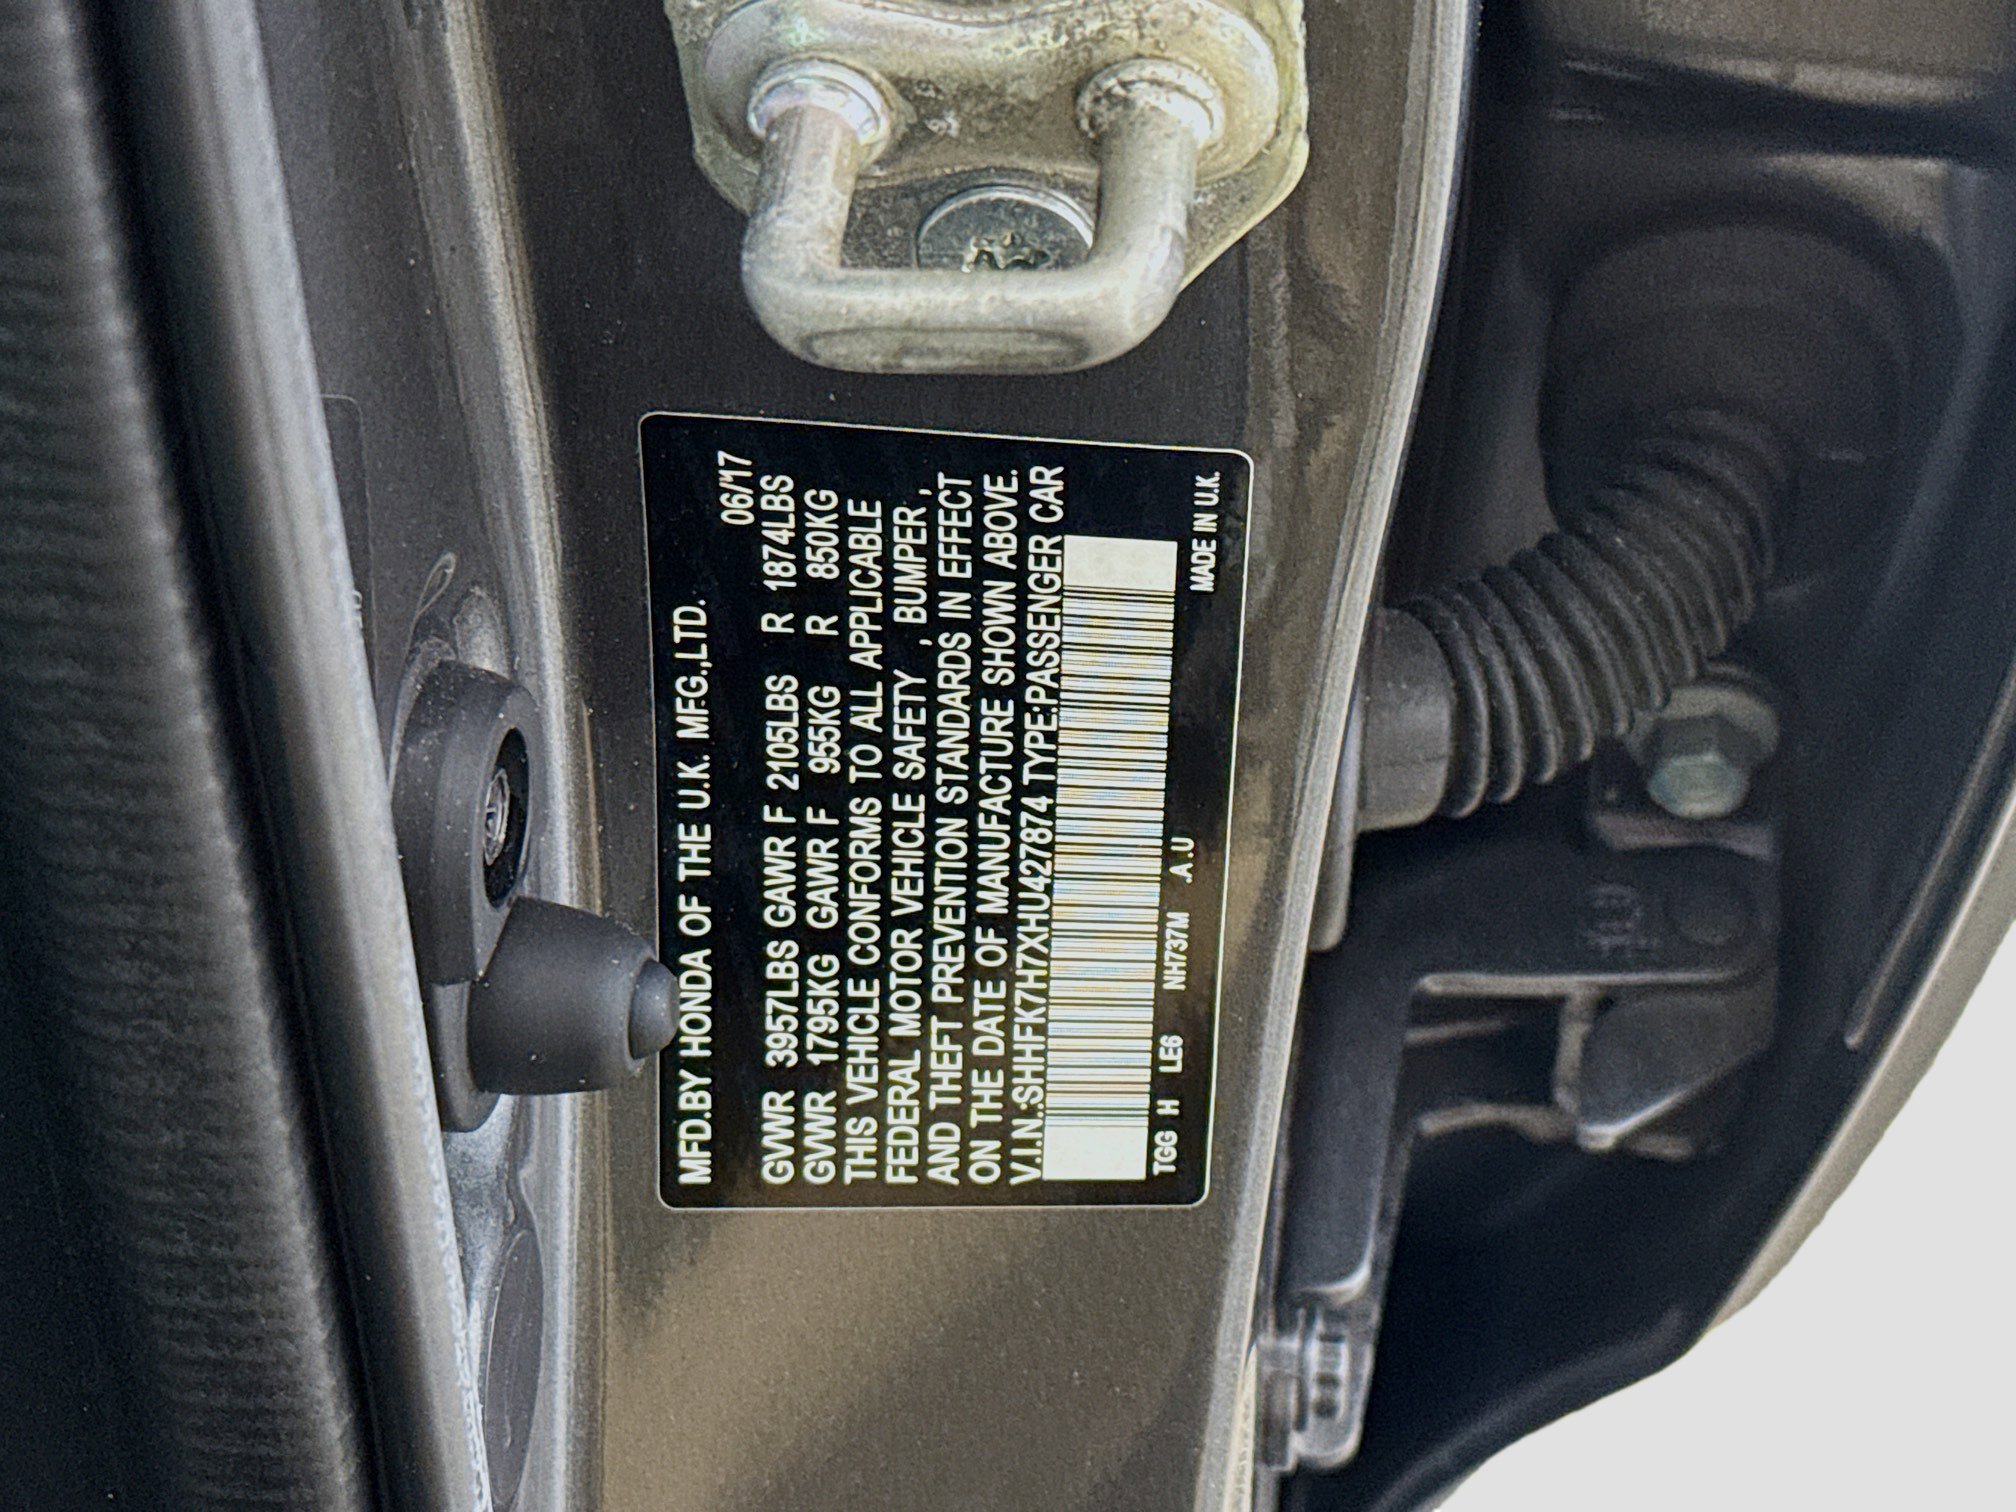 MFD.BY HONDA OF THE U.K. MFG.,LTD.
06/17
GVWR 3957LBS GAWR F 2105LBS R 1874LBS
GVWR 1795KG GAWR F 955KG R 850KG
THIS VEHICLE CONFORMS TO ALL APPLICABLE
FEDERAL MOTOR VEHICLE SAFETY , BUMPER ,
AND THEFT PREVENTION STANDARDS IN EFFECT
ON THE DATE OF MANUFACTURE SHOWN ABOVE.
V.I.N.:SHHFK7H7XHU427874 TYPE:PASSENGER CAR
TGG H LE6 NH737M .A.U MADE IN U.K.